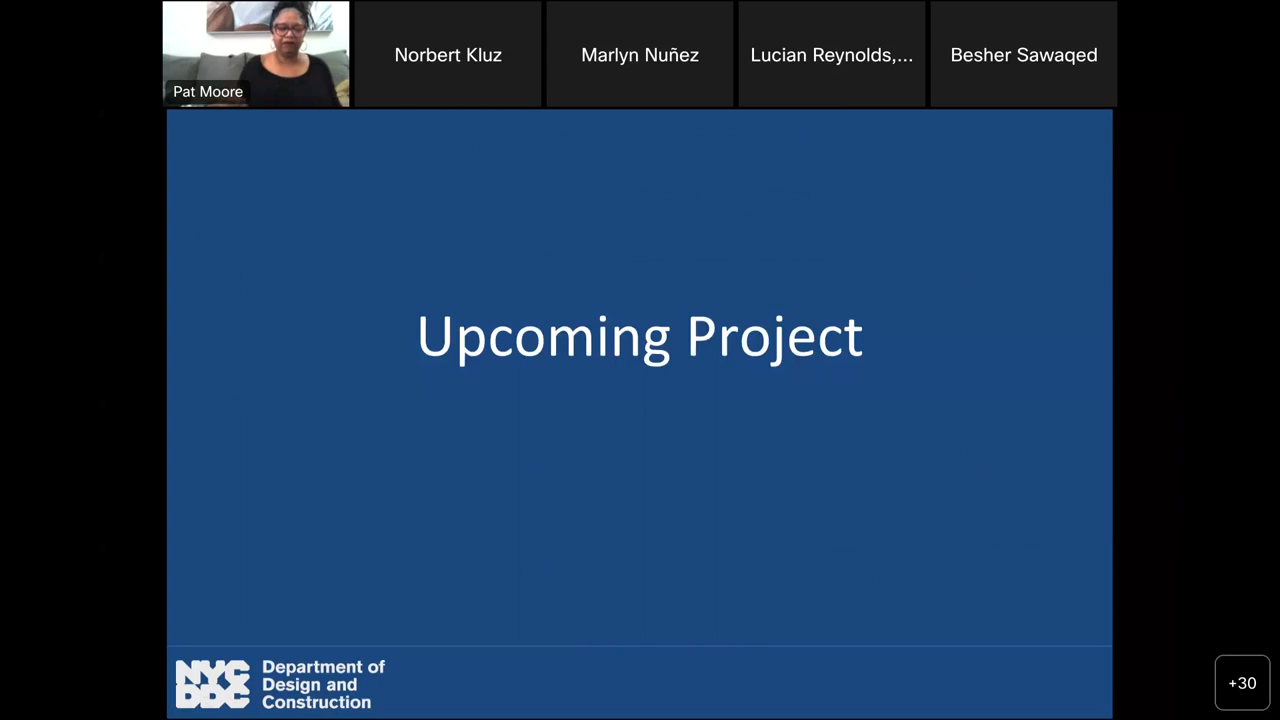 Pat Moore
Norbert Kluz
Marlyn Nuñez
Lucian Reynolds,...
Besher Sawaqed
Upcoming Project
NYC
DDC
Department of
Design and
Construction
+30